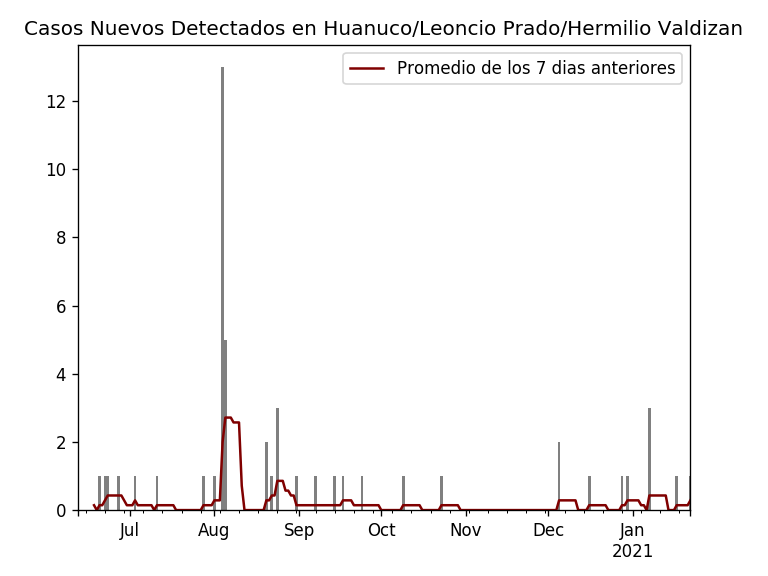 Casos Nuevos Detectados en Huanuco/Leoncio Prado/Hermilio Valdizan
Promedio de los 7 dias anteriores
12
10
8
6
4
2
0
Jul Aug Sep Oct Nov Dec Jan
2021